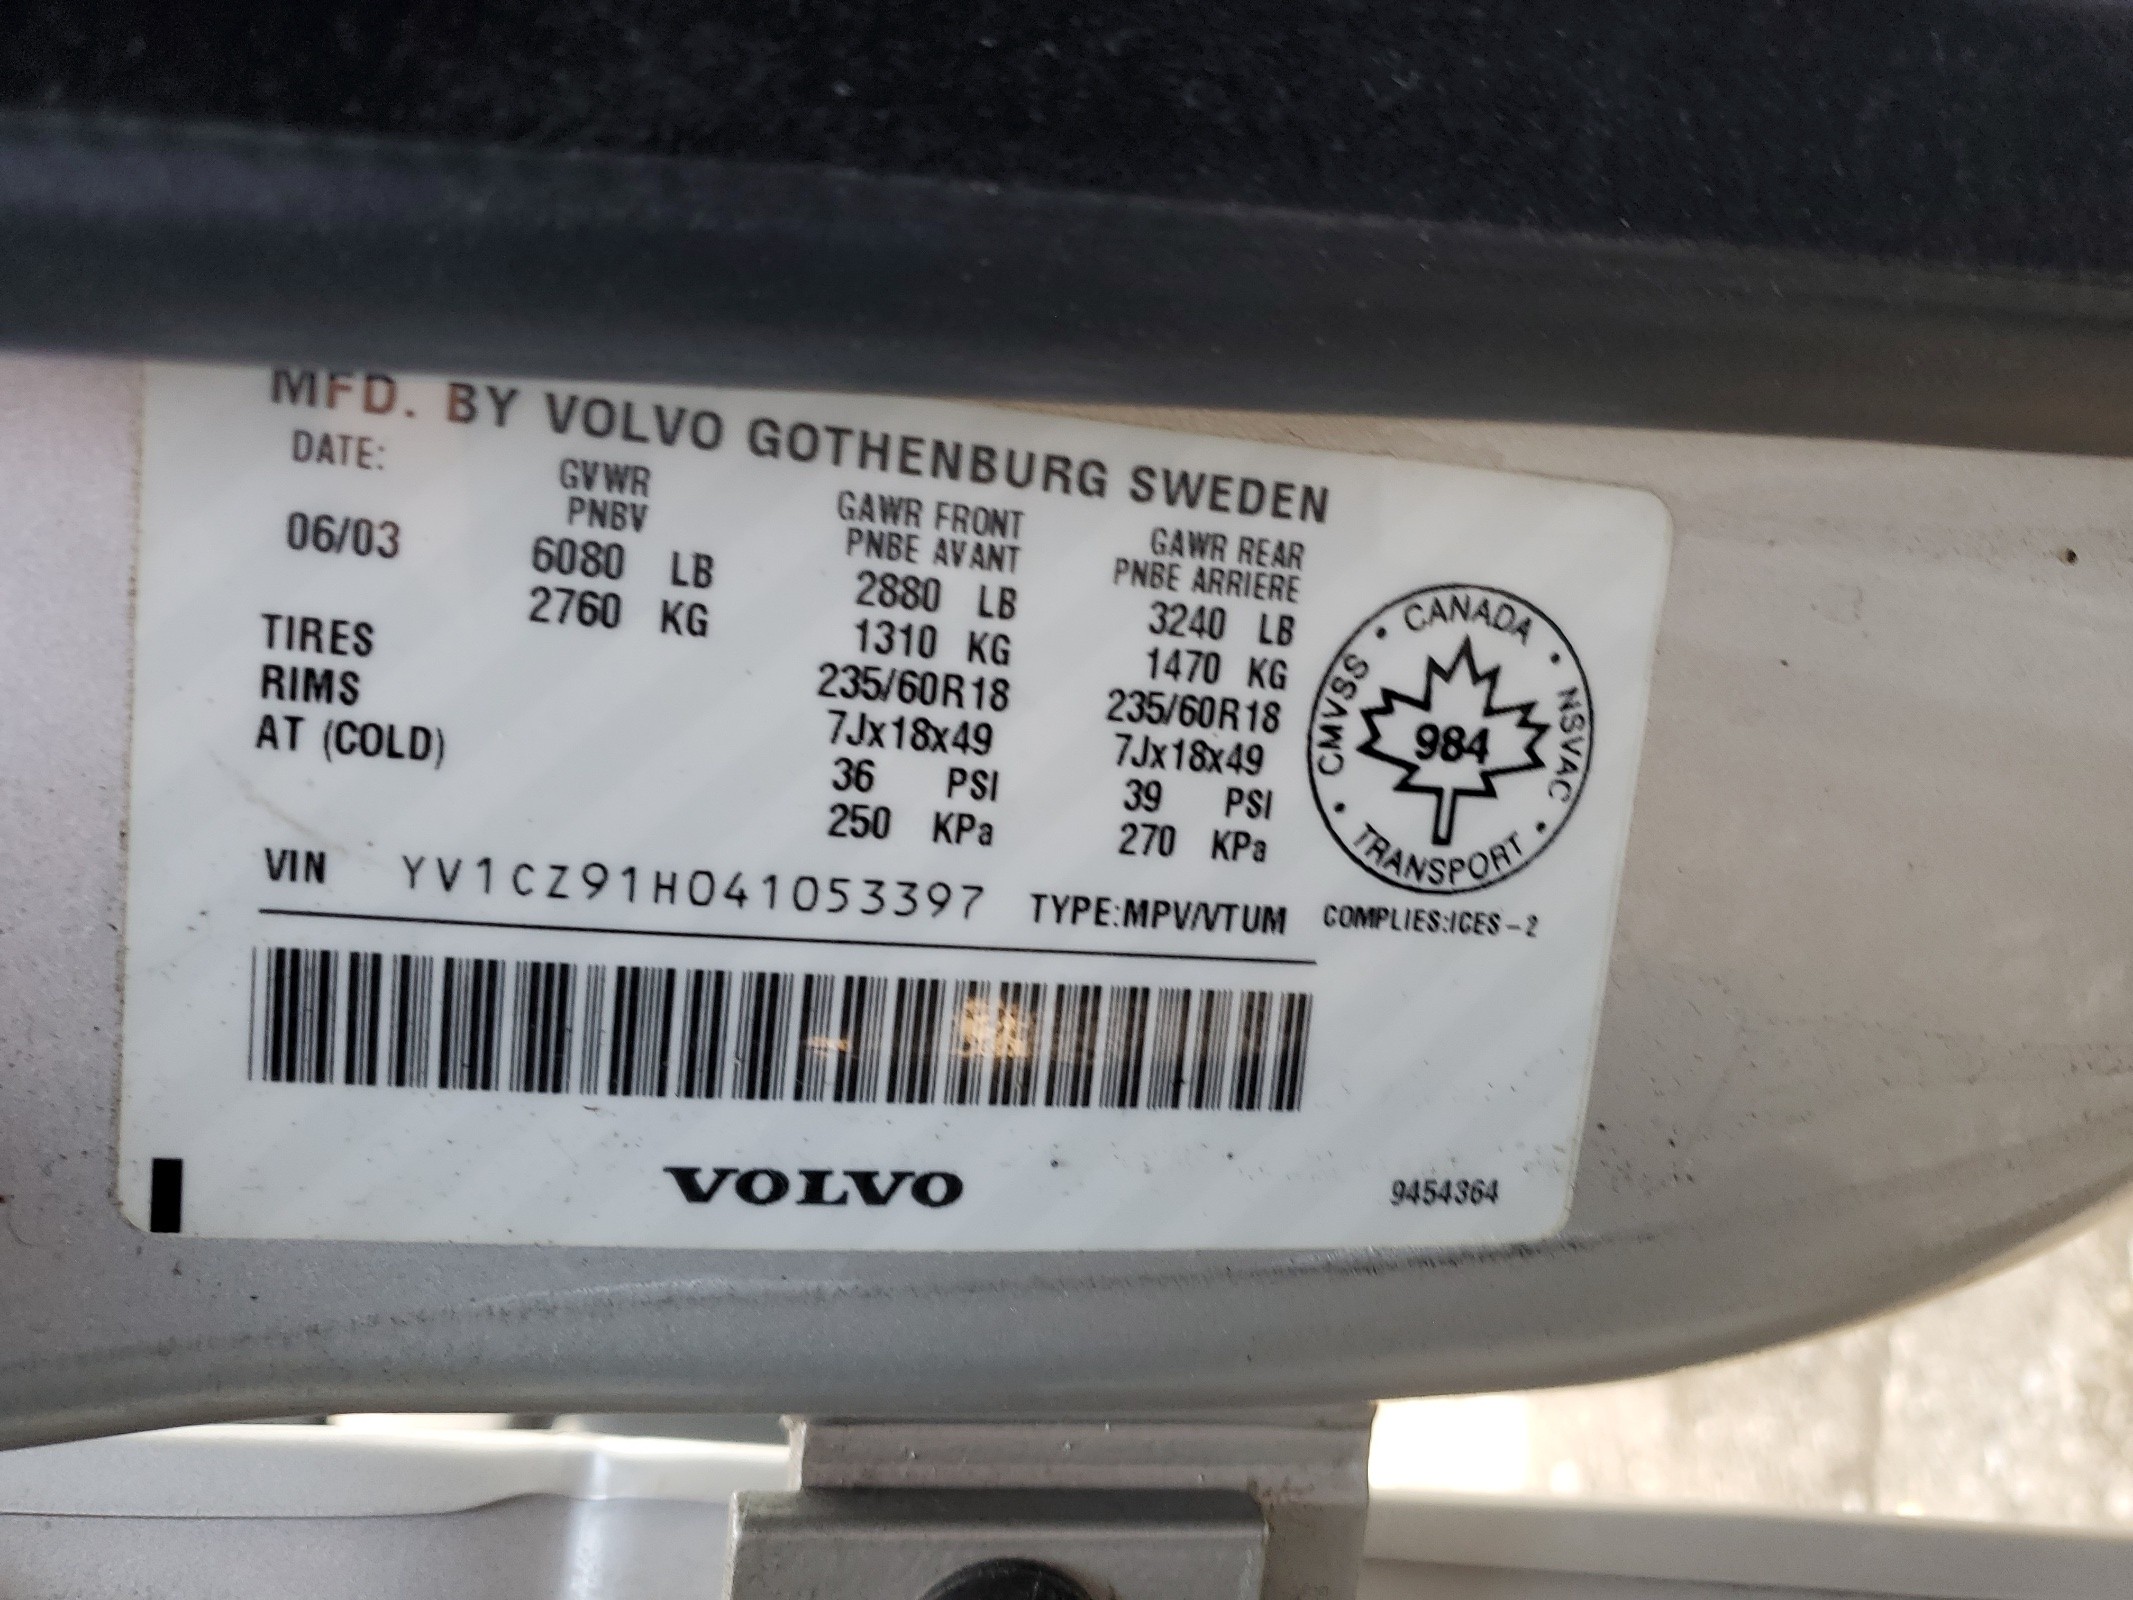 MFD. BY VOLVO GOTHENBURG SWEDEN
DATE: GVWR GAWR FRONT GAWR REAR
PNBV PNBE AVANT PNBE ARRIERE
06/03 6080 LB 2880 LB 3240 LB
2760 KG 1310 KG 1470 KG
TIRES 235/60R18 235/60R18
RIMS 7Jx18x49 7Jx18x49
AT (COLD) 36 PSI 39 PSI
250 KPa 270 KPa
CANADA • NSVAC • TRANSPORT • CMVSS •
984
VIN YV1CZ91H041053397 TYPE:MPV/VTUM COMPLIES:ICES-2
VOLVO
9454364